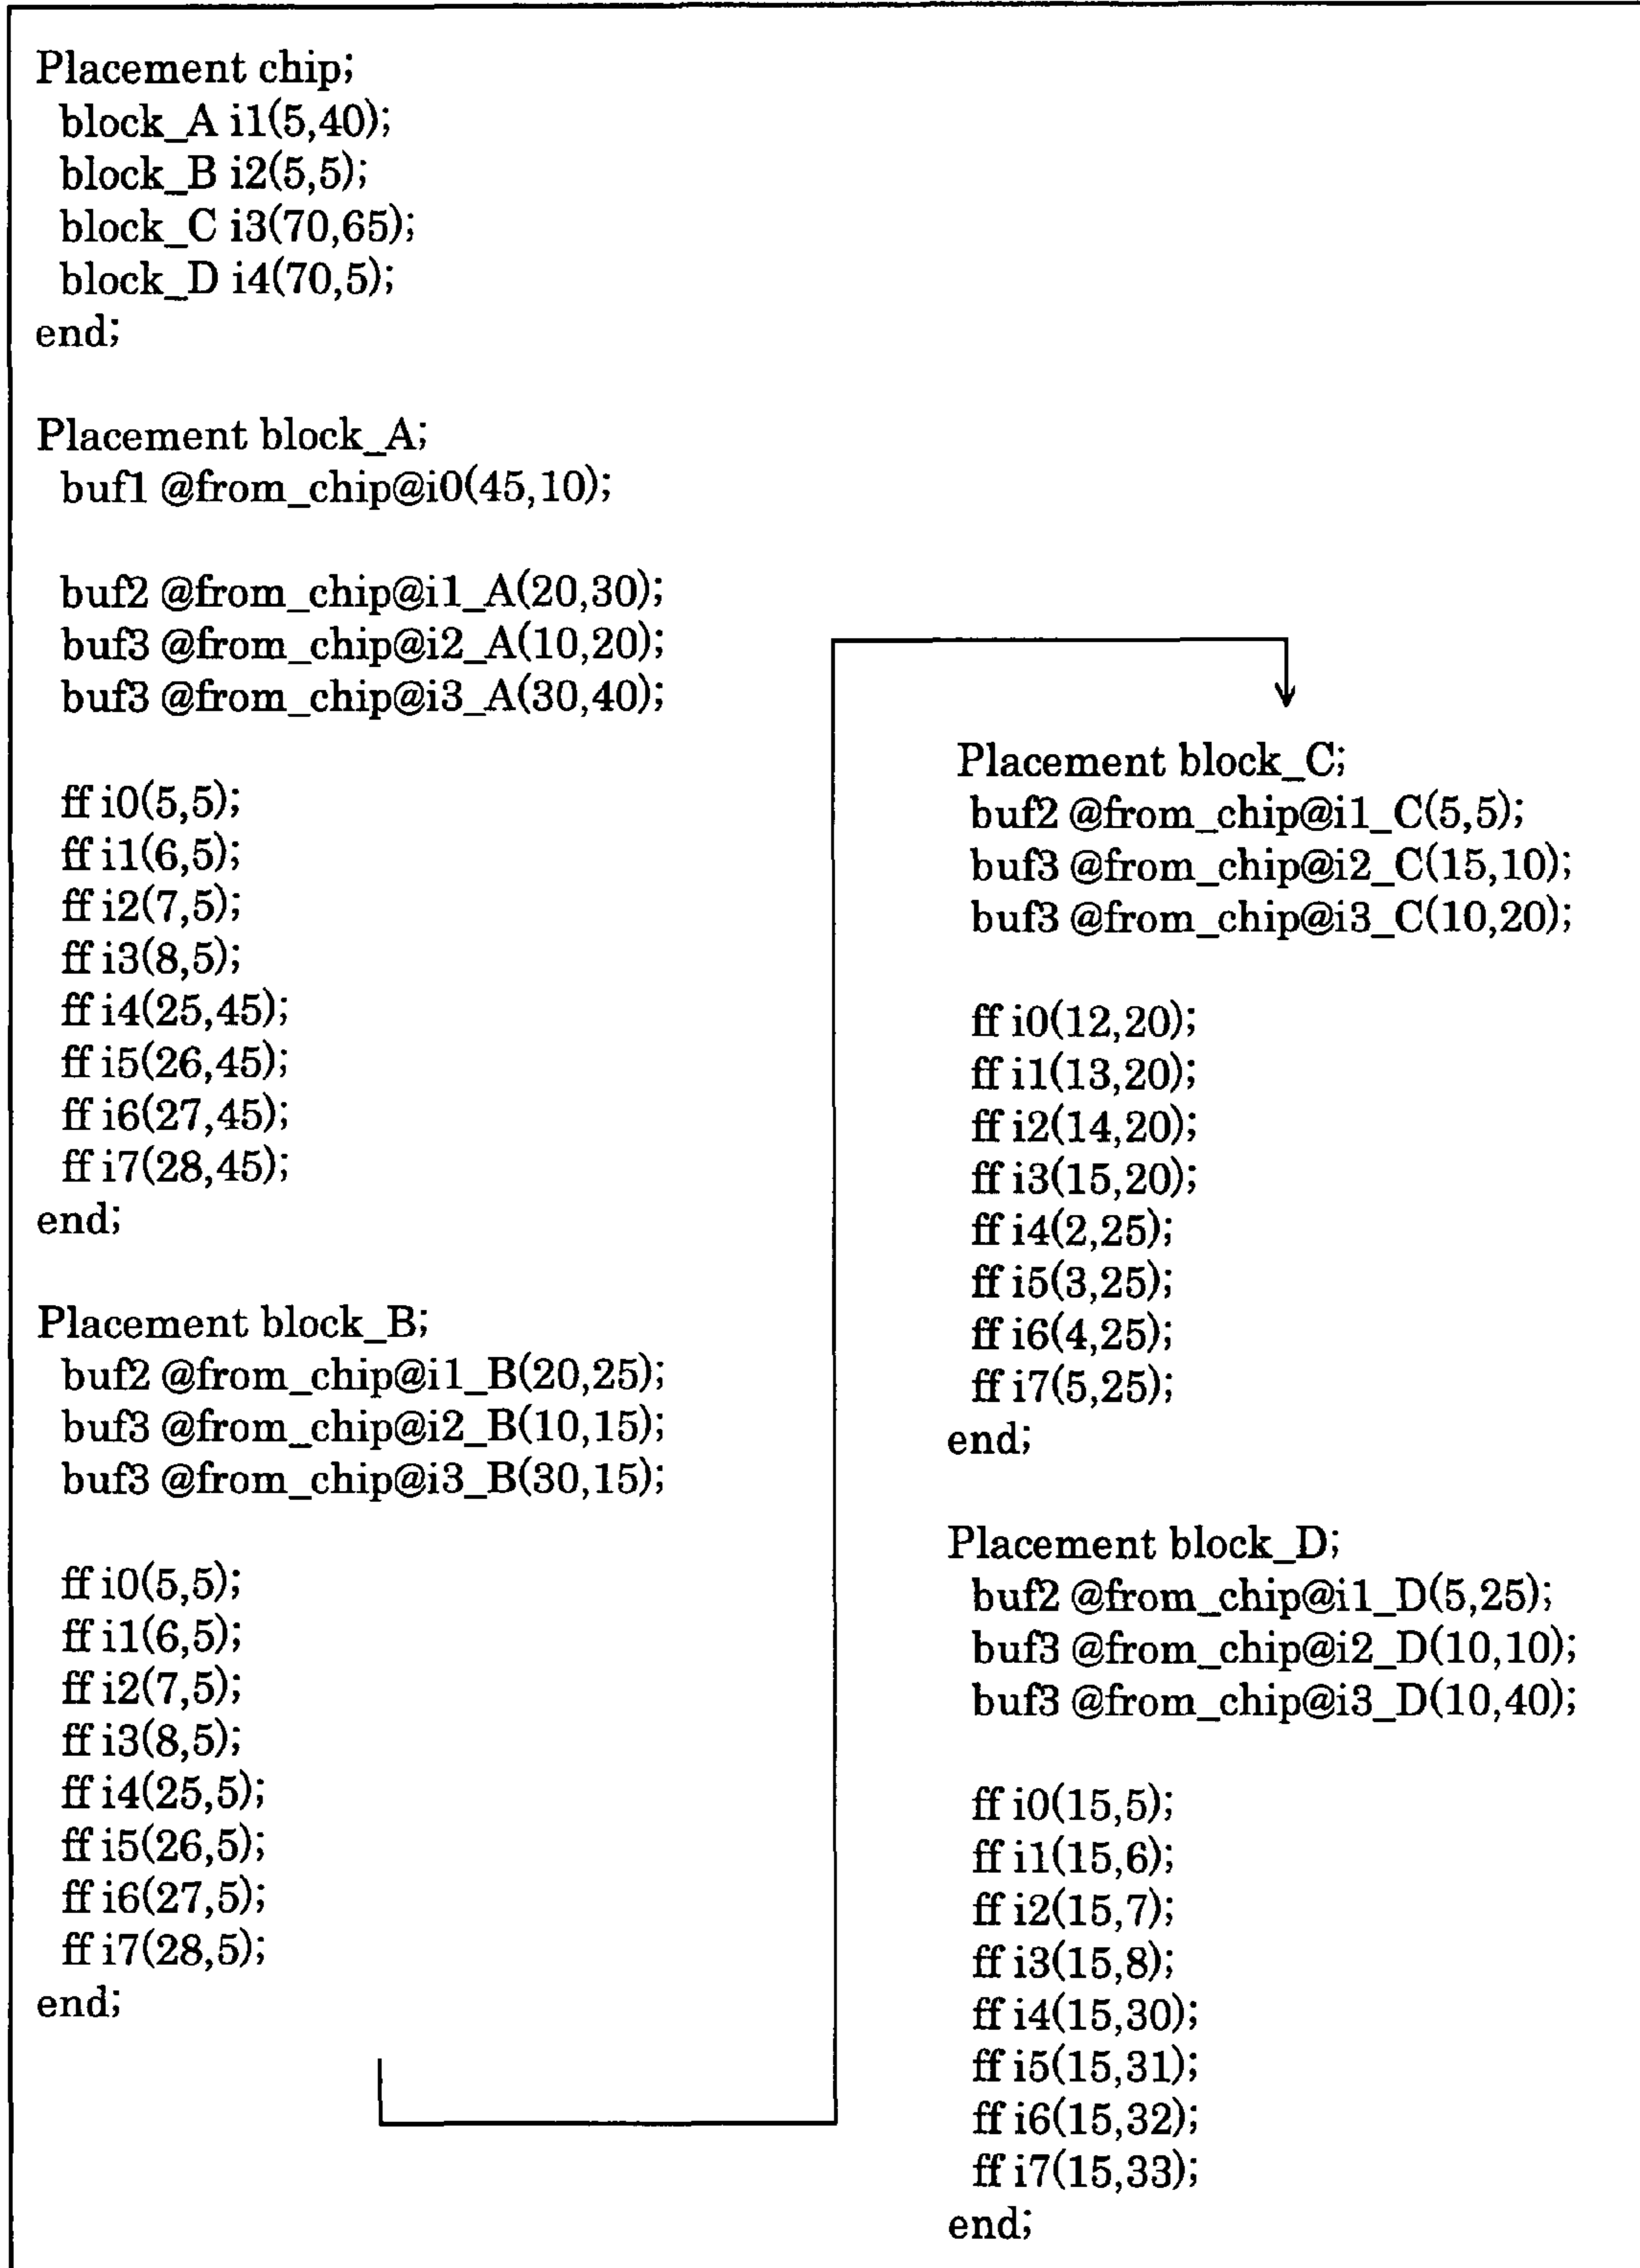 Placement chip;
block_A i1(5,40);
block_B i2(5,5);
block_C i3(70,65);
block_D i4(70,5);
end;
Placement block_A;
buf1 @from_chip@i0(45,10);
buf2 @from_chip@i1_A(20,30);
buf3 @from_chip@i2_A(10,20);
buf3 @from_chip@i3_A(30,40);
ff i0(5,5);
ff i1(6,5);
ff i2(7,5);
ff i3(8,5);
ff i4(25,45);
ff i5(26,45);
ff i6(27,45);
ff i7(28,45);
end;
Placement block_B;
buf2 @from_chip@i1_B(20,25);
buf3 @from_chip@i2_B(10,15);
buf3 @from_chip@i3_B(30,15);
ff i0(5,5);
ff i1(6,5);
ff i2(7,5);
ff i3(8,5);
ff i4(25,5);
ff i5(26,5);
ff i6(27,5);
ff i7(28,5);
end;
Placement block_C;
buf2 @from_chip@i1_C(5,5);
buf3 @from_chip@i2_C(15,10);
buf3 @from_chip@i3_C(10,20);
ff i0(12,20);
ff i1(13,20);
ff i2(14,20);
ff i3(15,20);
ff i4(2,25);
ff i5(3,25);
ff i6(4,25);
ff i7(5,25);
end;
Placement block_D;
buf2 @from_chip@i1_D(5,25);
buf3 @from_chip@i2_D(10,10);
buf3 @from_chip@i3_D(10,40);
ff i0(15,5);
ff i1(15,6);
ff i2(15,7);
ff i3(15,8);
ff i4(15,30);
ff i5(15,31);
ff i6(15,32);
ff i7(15,33);
end;